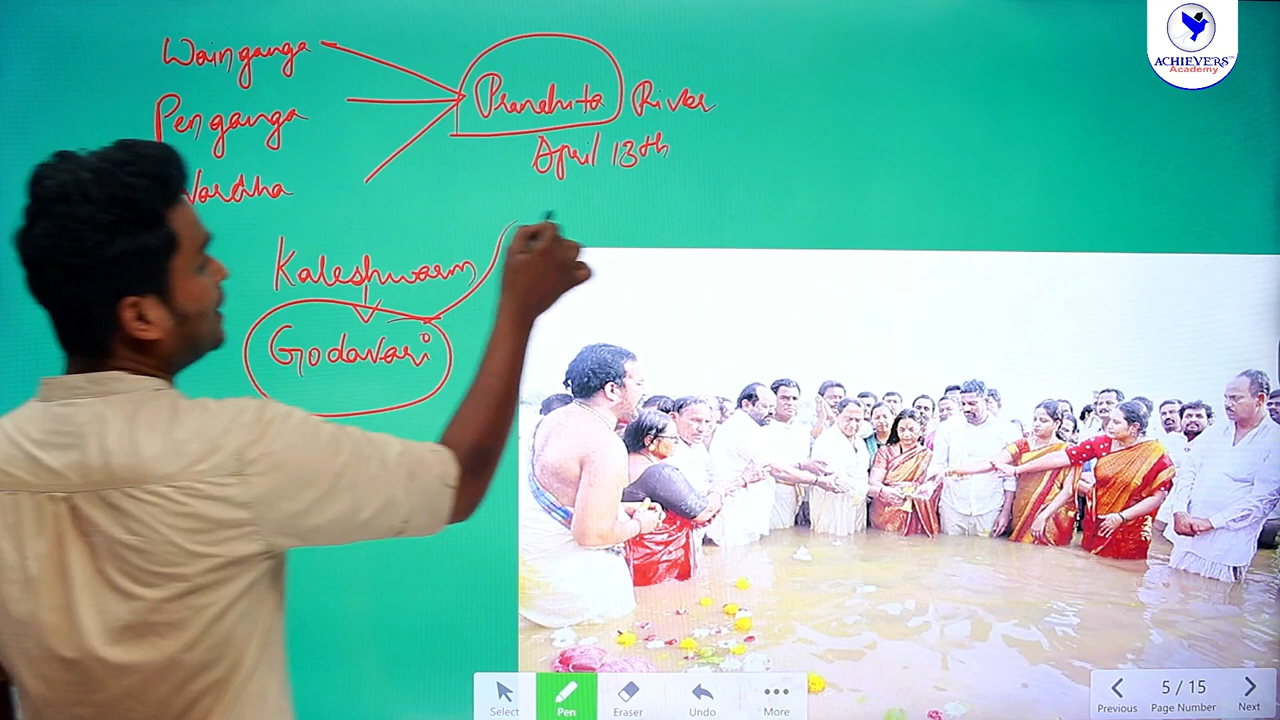 Wainganga
Pranahita River
Penganga
April 13th
Wardha
Kaleshwarm
Godavari
ACHIEVERS
Academy
Select
Pen
Eraser
Undo
More
Previous
5 / 15
Page Number
Next